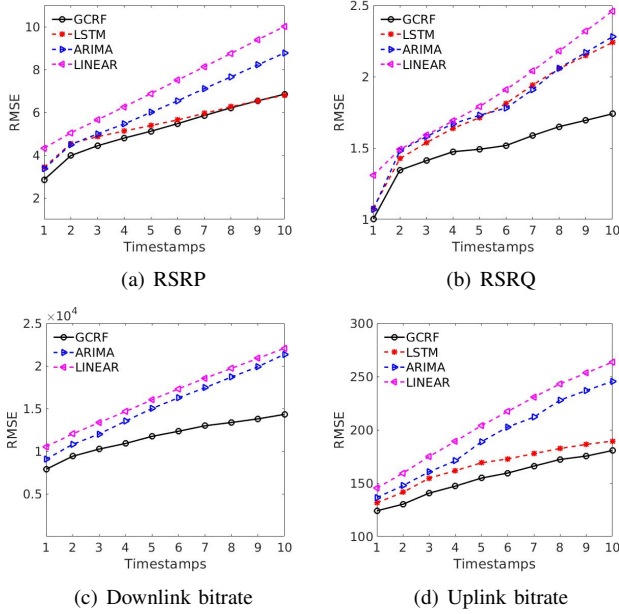 GCRF
LSTM
ARIMA
LINEAR
10
8
6
4
2
RMSE
1 2 3 4 5 6 7 8 9 10
Timestamps
(a) RSRP
GCRF
LSTM
ARIMA
LINEAR
2.5
2
1.5
1
RMSE
1 2 3 4 5 6 7 8 9 10
Timestamps
(b) RSRQ
×10⁴
GCRF
ARIMA
LINEAR
2.5
2
1.5
1
0.5
RMSE
1 2 3 4 5 6 7 8 9 10
Timestamps
(c) Downlink bitrate
GCRF
LSTM
ARIMA
LINEAR
300
250
200
150
100
RMSE
1 2 3 4 5 6 7 8 9 10
Timestamps
(d) Uplink bitrate